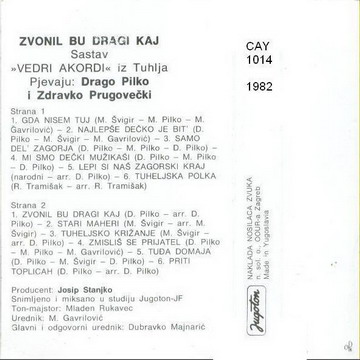 ZVONIL BU DRAGI KAJ
Sastav
»VEDRI AKORDI« iz Tuhlja
Pjevaju: Drago Pilko
i Zdravko Prugovečki
CAY
1014
1982
Strana 1
1. GDA NISEM TUJ (M. Švigir – M. Pilko – M.
Gavrilović) – 2. NAJLEPŠE DEČKO JE BIT' (D.
Pilko – M. Švigir – M. Gavrilović) – 3. SAMO
DEL' ZAGORJA (D. Pilko – M. Pilko – D. Pilko)
– 4. MI SMO DEČKI MUŽIKAŠI (D. Pilko – M.
Pilko – D. Pilko) – 5. LEPI SI NAŠ ZAGORSKI KRAJ
(narodni – arr. D. Pilko) – 6. TUHELJSKA POLKA
(R. Tramišak – arr. R. Tramišak)
Strana 2
1. ZVONIL BU DRAGI KAJ (D. Pilko – arr. D.
Pilko) – 2. STARI MAHERI (M. Švigir – arr. M.
Švigir) – 3. TUHELJSKO KRIŽANJE (M. Švigir –
arr. D. Pilko) – 4. ZMISLIŠ SE PRIJATEL (D. Pilko
– M. Pilko – D. Pilko) – 5. TUĐA DOMAJA
(D. Pilko – M. Švigir – D. Pilko) – 6. PRITI
TOPLICAH (D. Pilko – arr. D. Pilko)
Producent: Josip Stanjko
Snimljeno i miksano u studiju Jugoton-JF
Ton-majstor: Mladen Rukavec
Urednik: M. Gavrilović
Glavni i odgovorni urednik: Dubravko Majnarić
NAKLADA NOSILACA ZVUKA
n. sol. o., OOUR-a Zagreb
Made in Yugoslavia
Jugoton